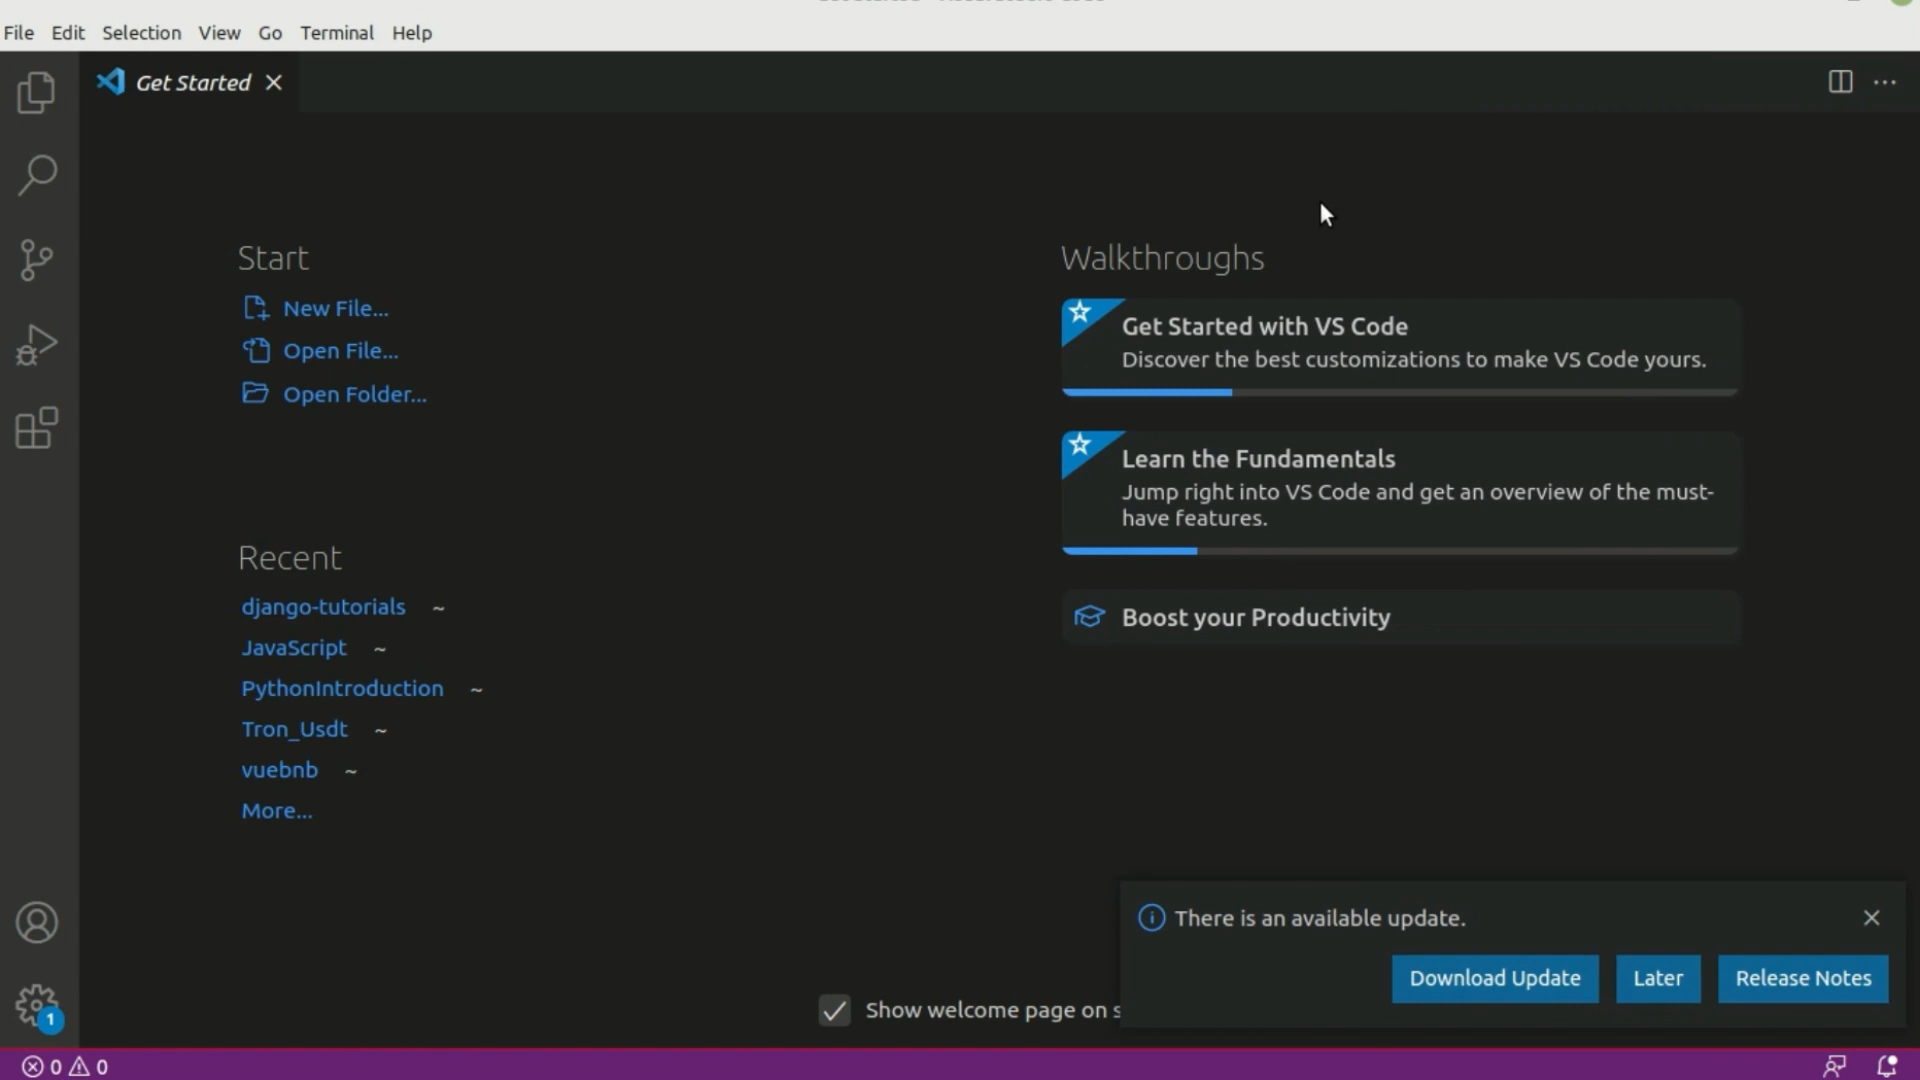 File Edit Selection View Go Terminal Help
Get Started
Start
New File...
Open File...
Open Folder...
Recent
django-tutorials ~
JavaScript ~
PythonIntroduction ~
Tron_Usdt ~
vuebnb ~
More...
Walkthroughs
Get Started with VS Code
Discover the best customizations to make VS Code yours.
Learn the Fundamentals
Jump right into VS Code and get an overview of the must-
have features.
Boost your Productivity
There is an available update.
Download Update Later Release Notes
Show welcome page on s
1
0 0